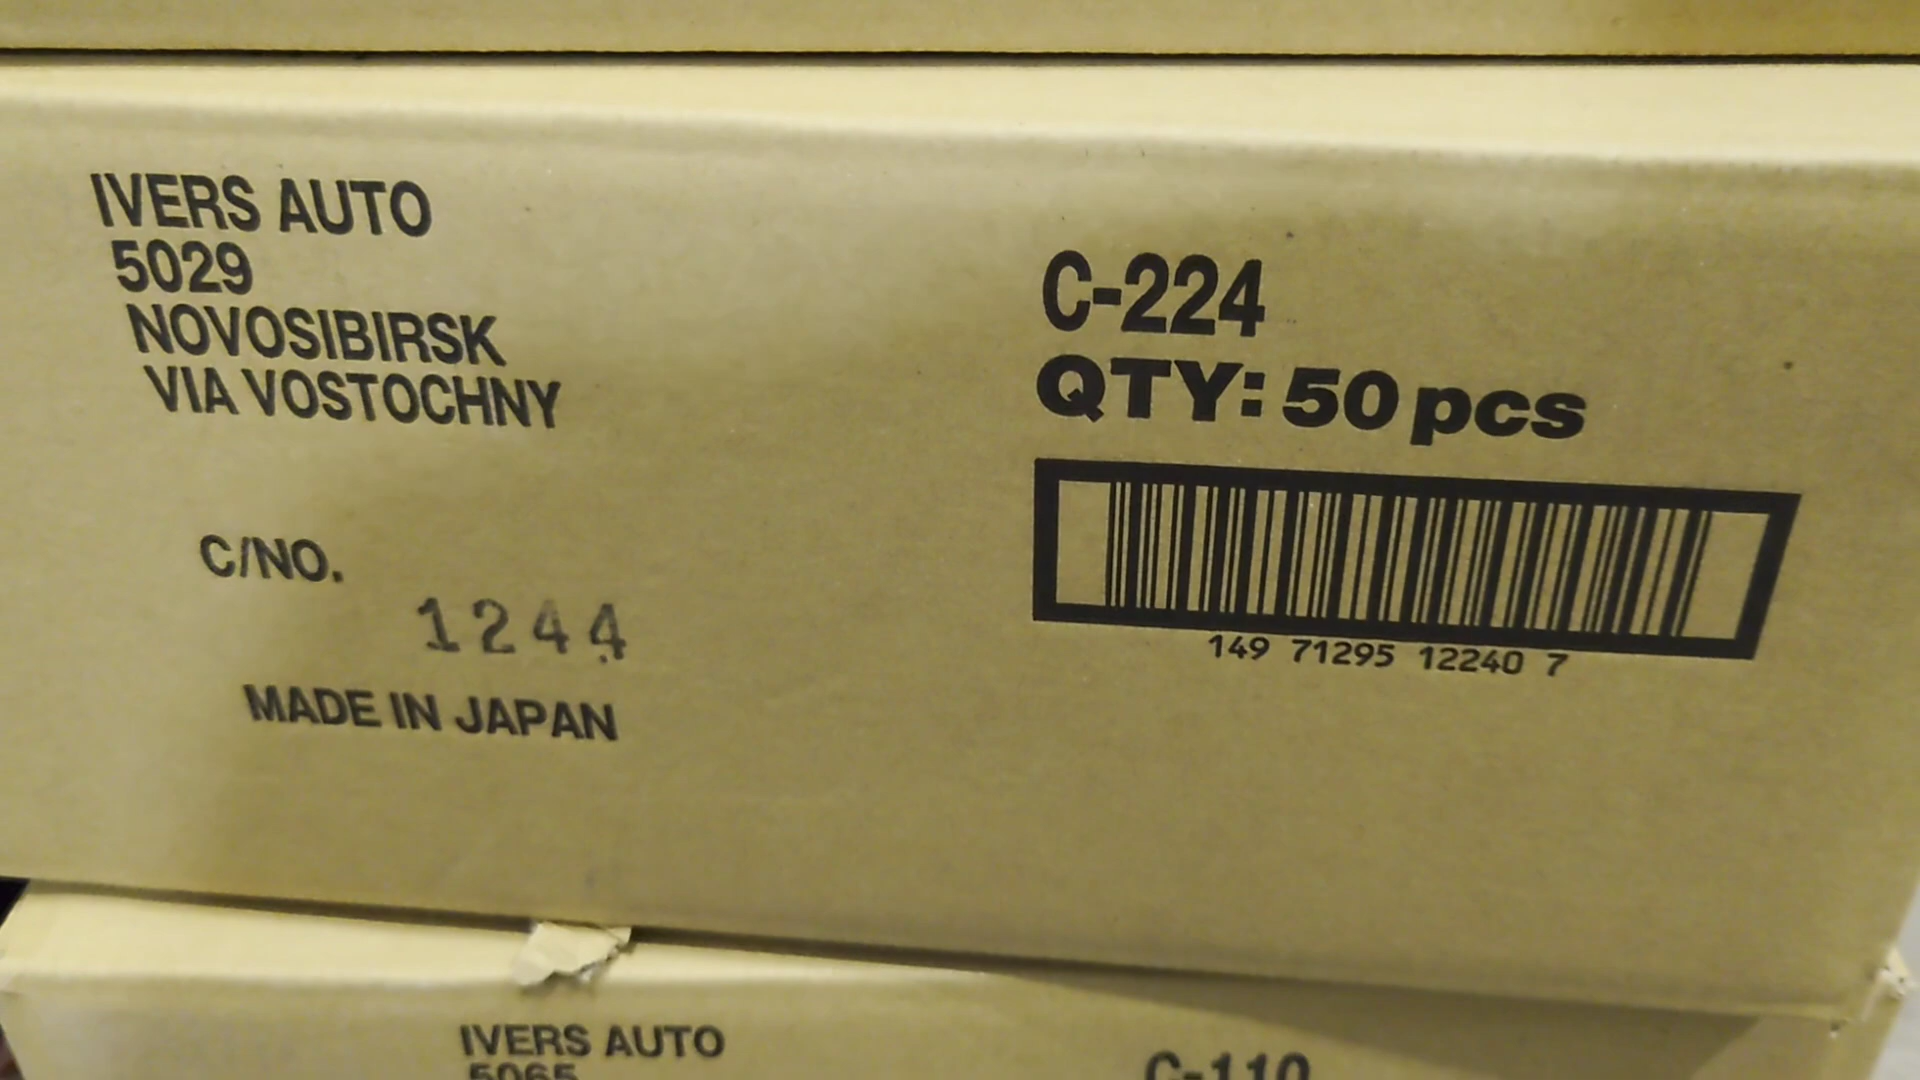 IVERS AUTO
5029
NOVOSIBIRSK
VIA VOSTOCHNY
C/NO.
1244
MADE IN JAPAN
C-224
QTY: 50 pcs
149 71295 12240 7
IVERS AUTO
5065
C-110